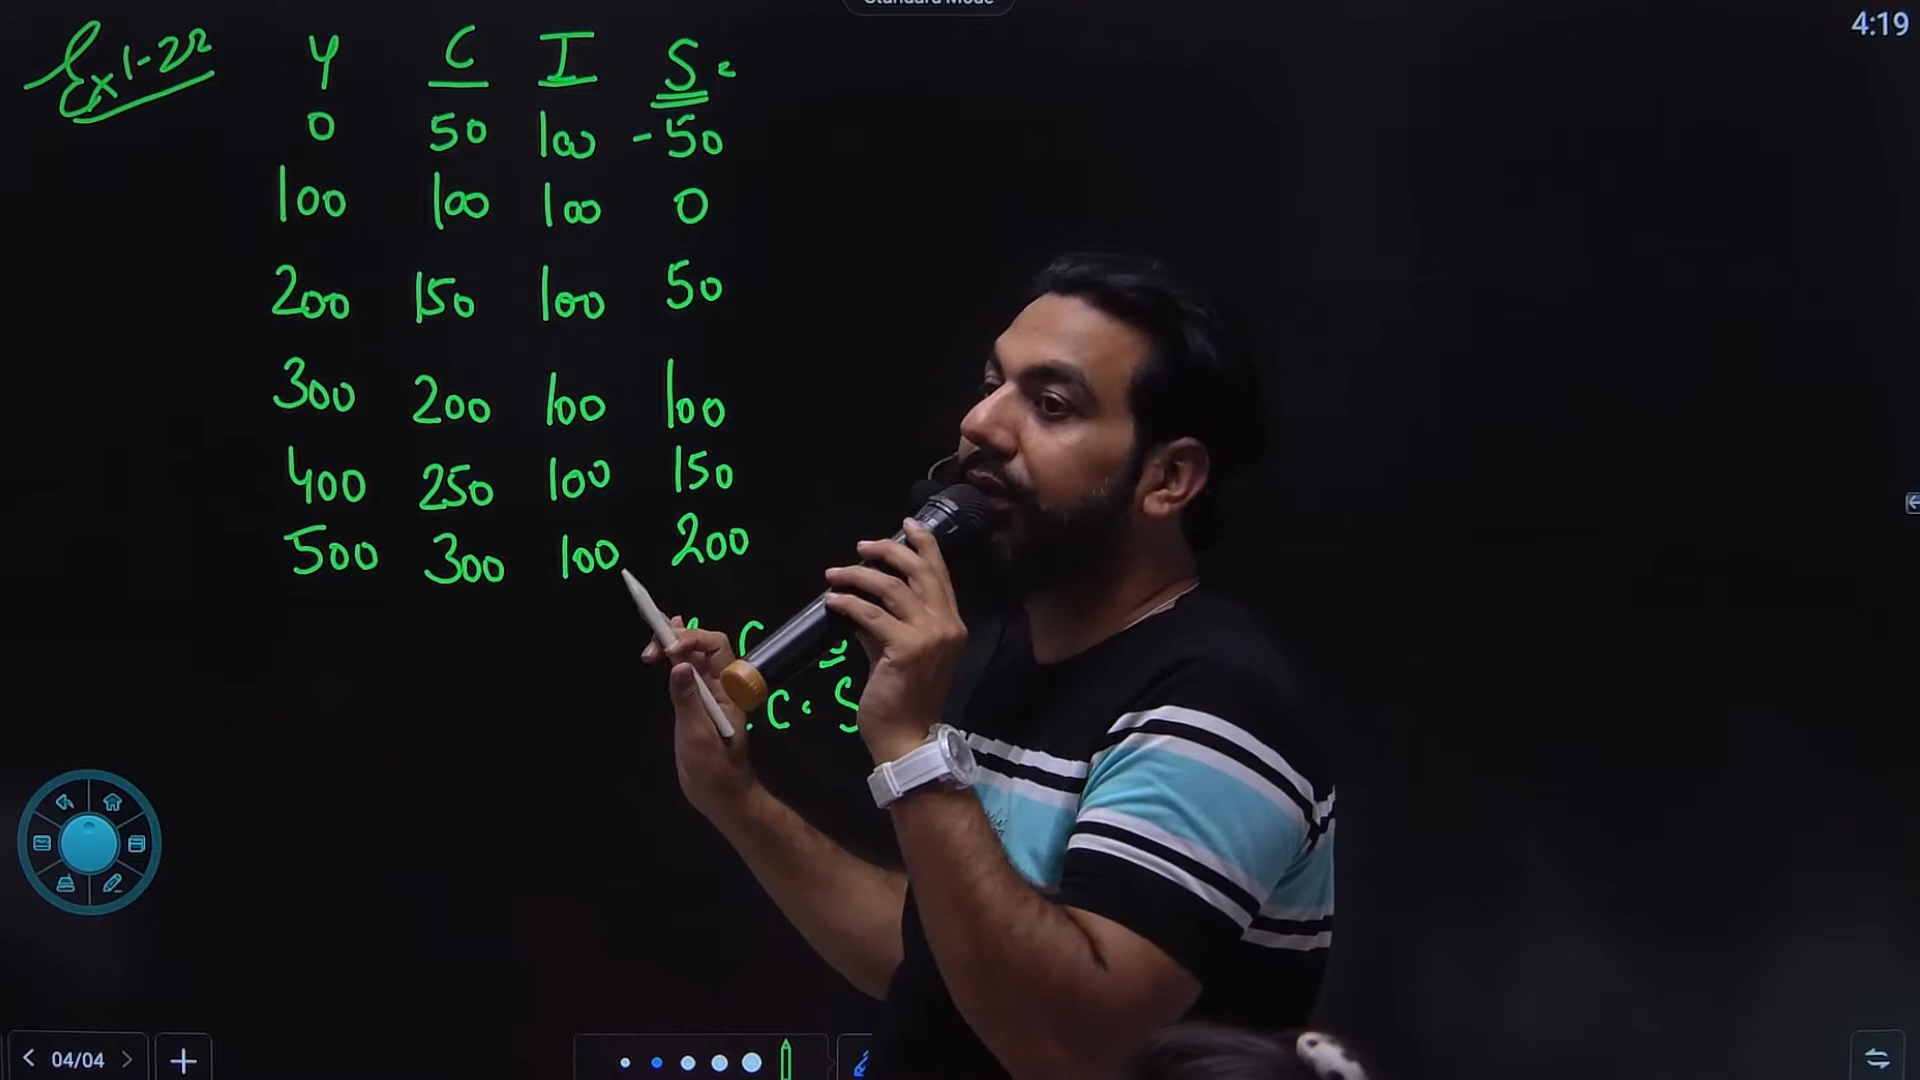 4:19
Ex 1-22 Y C I S =
0 50 100 -50
100 100 100 0
200 150 100 50
300 200 100 100
400 250 100 150
500 300 100 200
C
C = S
04/04